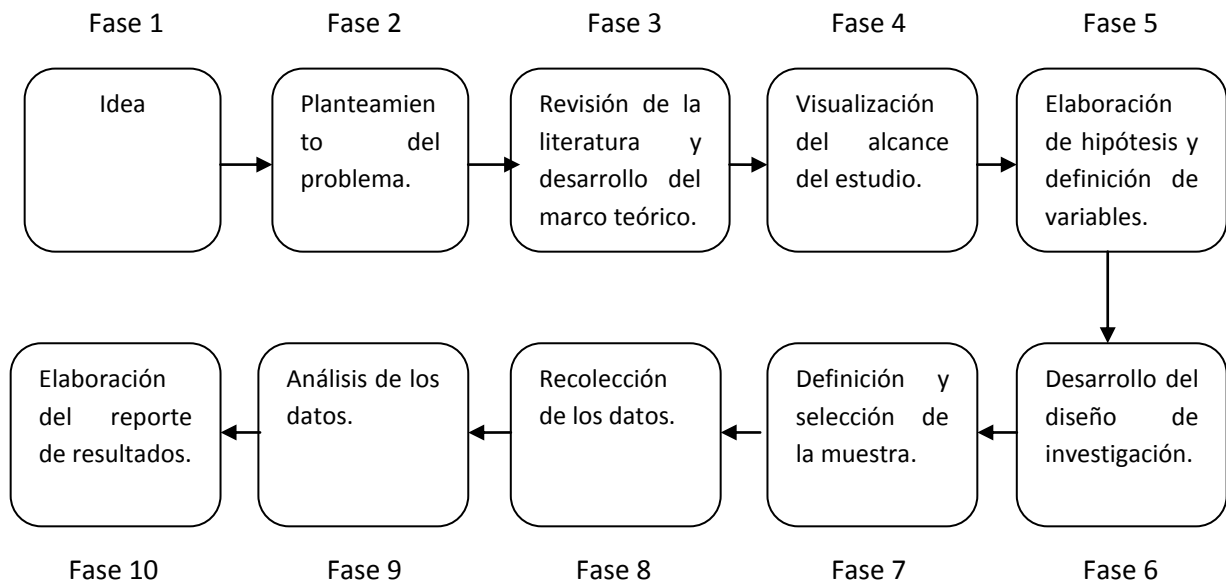 Fase 1
Fase 2
Fase 3
Fase 4
Fase 5
Idea
Planteamien
to del
problema.
Revisión de la
literatura y
desarrollo del
marco teórico.
Visualización
del alcance
del estudio.
Elaboración
de hipótesis y
definición de
variables.
Elaboración
del reporte
de resultados.
Análisis de los
datos.
Recolección
de los datos.
Definición y
selección de
la muestra.
Desarrollo del
diseño de
investigación.
Fase 10
Fase 9
Fase 8
Fase 7
Fase 6